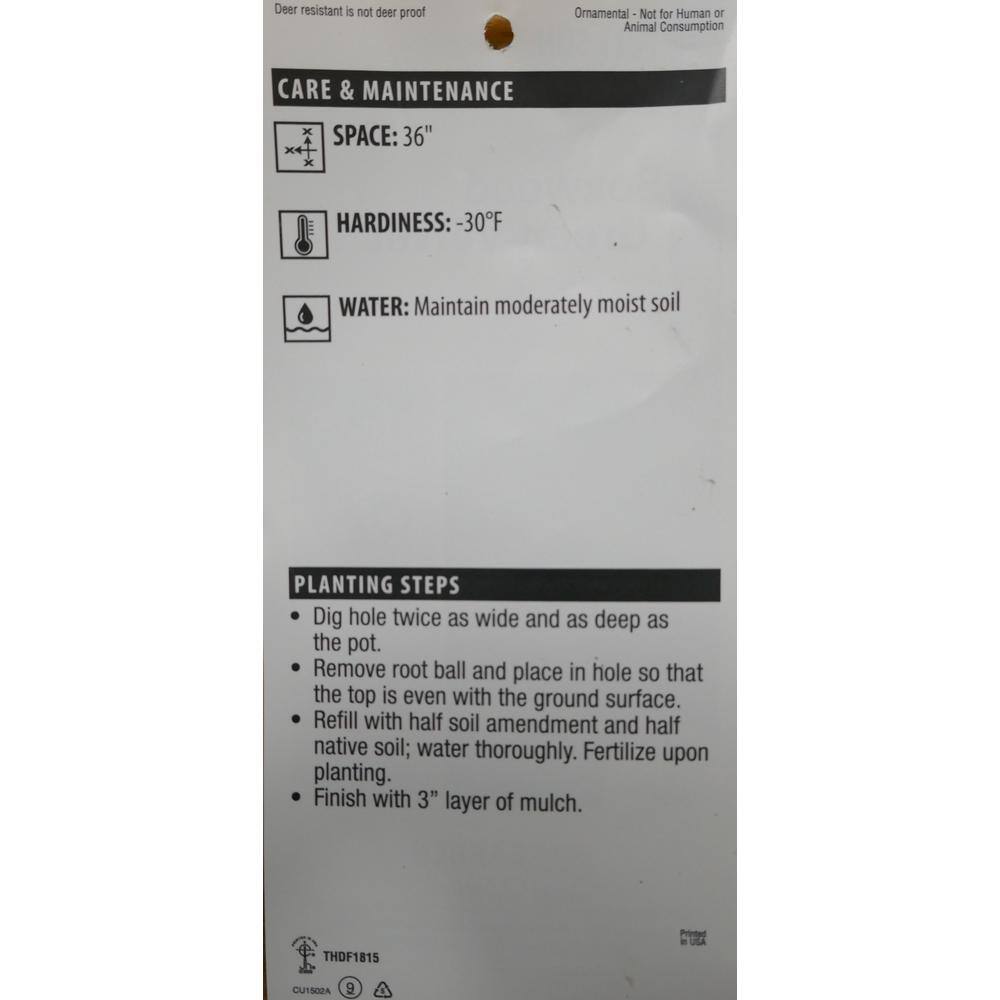 Deer resistant is not deer proof
Ornamental - Not for Human or
Animal Consumption
CARE & MAINTENANCE
SPACE: 36"
HARDINESS: -30°F
WATER: Maintain moderately moist soil
PLANTING STEPS
• Dig hole twice as wide and as deep as
the pot.
• Remove root ball and place in hole so that
the top is even with the ground surface.
• Refill with half soil amendment and half
native soil; water thoroughly. Fertilize upon
planting.
• Finish with 3” layer of mulch.
Printed
in USA
THDF1815
CU1502A 9